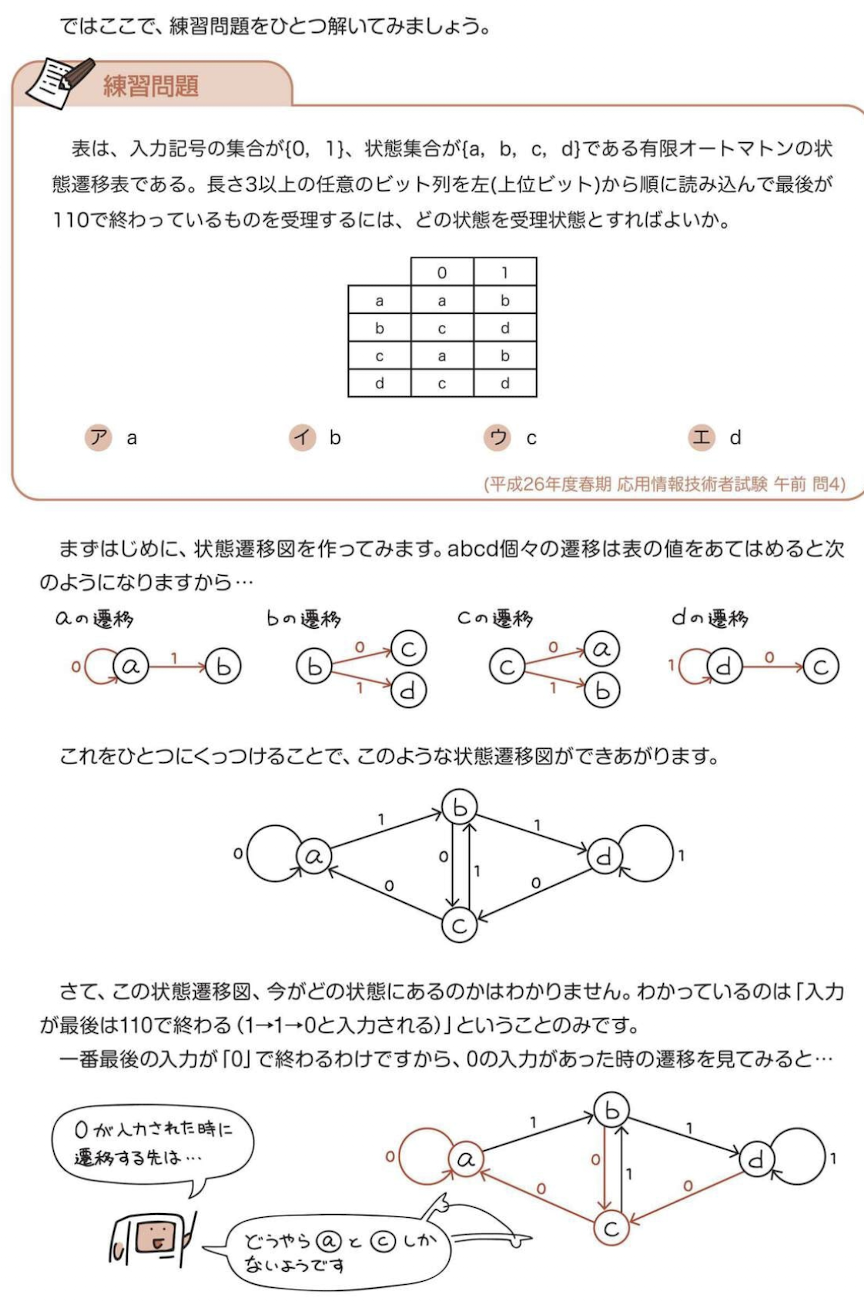 ではここで、練習問題をひとつ解いてみましょう。
練習問題
表は、入力記号の集合が{0, 1}、状態集合が{a, b, c, d}である有限オートマトンの状
態遷移表である。長さ3以上の任意のビット列を左(上位ビット)から順に読み込んで最後が
110で終わっているものを受理するには、どの状態を受理状態とすればよいか。
0 1
a a b
b c d
c a b
d c d
ア a イ b ウ c エ d
(平成26年度春期 応用情報技術者試験 午前 問4)
まずはじめに、状態遷移図を作ってみます。abcd個々の遷移は表の値をあてはめると次
のようになりますから…
aの遷移 bの遷移 cの遷移 dの遷移
0 a 1 b
b 0 c 1 d
c 0 a 1 b
1 d 0 c
これをひとつにくっつけることで、このような状態遷移図ができあがります。
b
1 1
0 a 0 1 d 1
0 0
c
さて、この状態遷移図、今がどの状態にあるのかはわかりません。わかっているのは「入力
が最後は110で終わる(1→1→0と入力される)」ということのみです。
一番最後の入力が「0」で終わるわけですから、0の入力があった時の遷移を見てみると…
0が入力された時に
遷移する先は…
b
1 1
0 a 0 1 d 1
0 0
c
どうやらⓐとⓒしか
ないようです